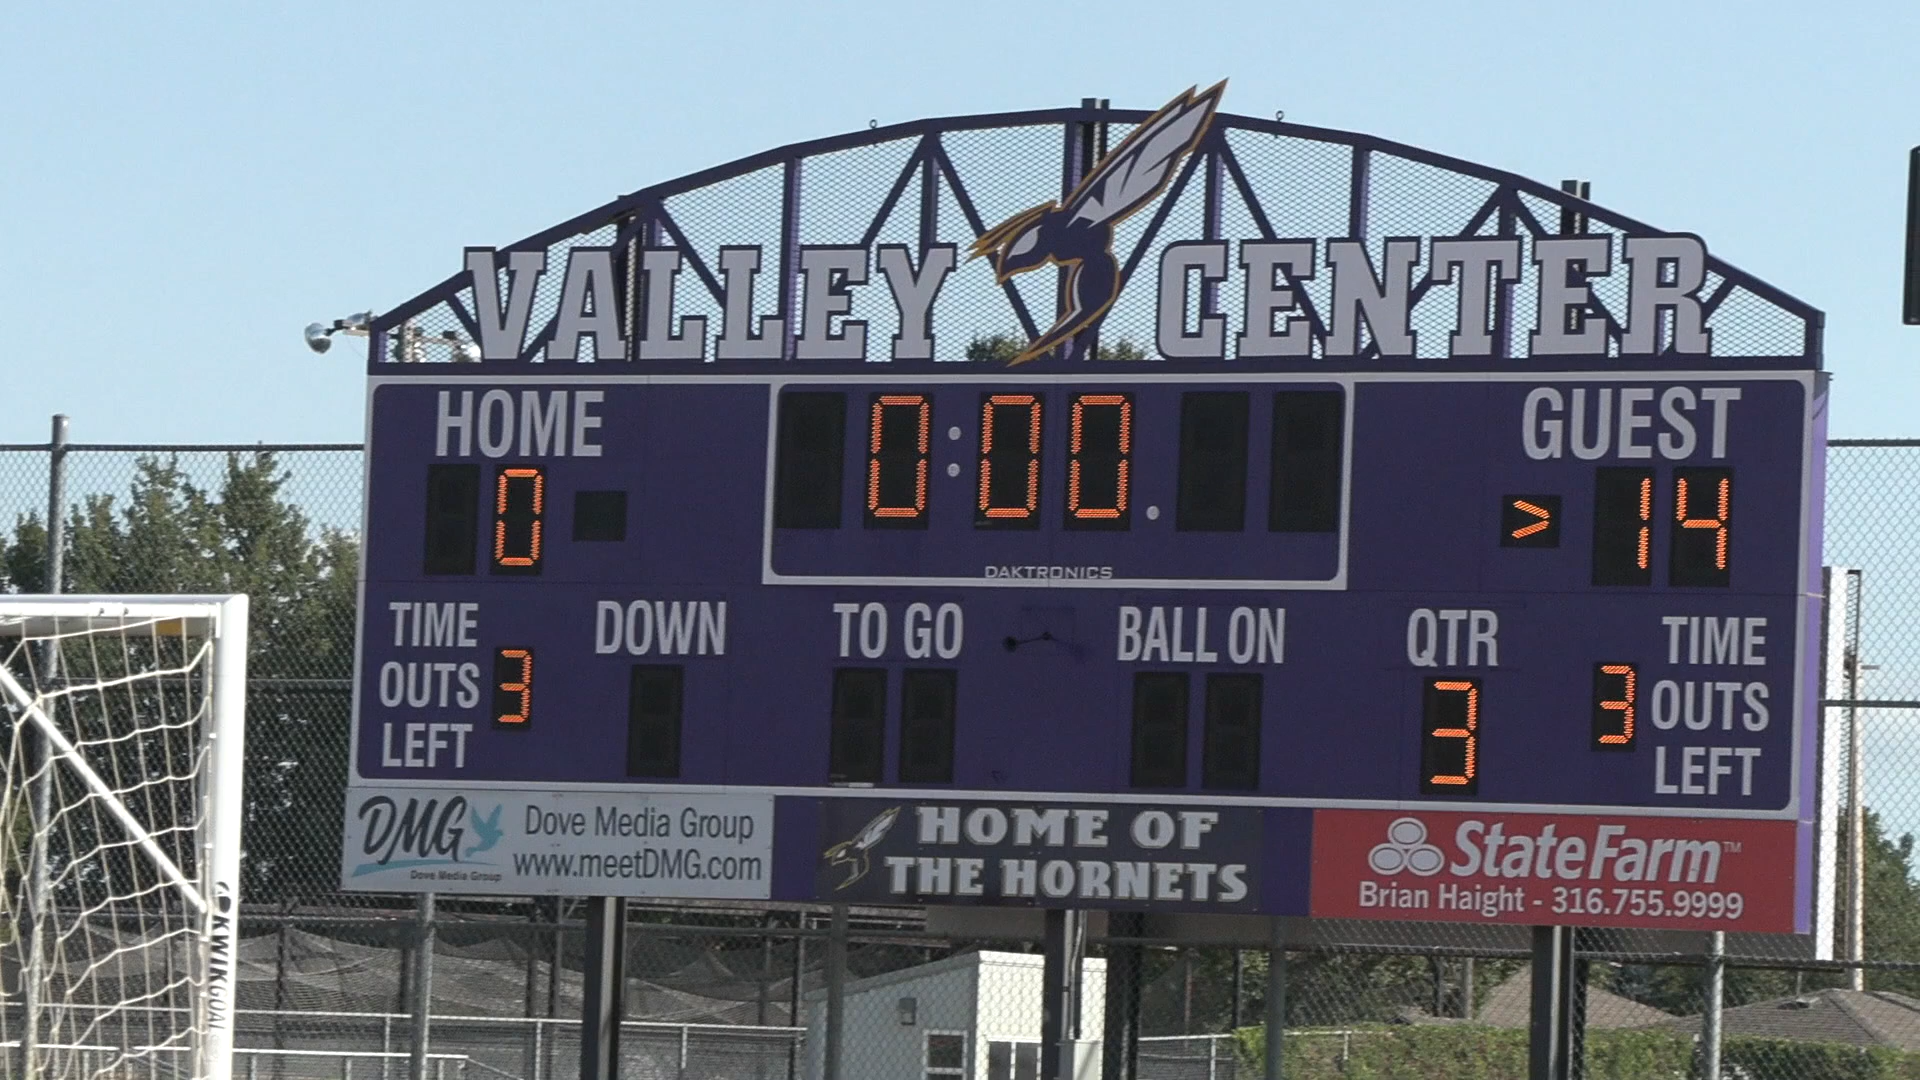 VALLEY CENTER
HOME
0
0:00.
GUEST
> 14
DAKTRONICS
TIME
OUTS
LEFT
3
DOWN
TO GO
BALL ON
QTR
3
3
TIME
OUTS
LEFT
DMG
Dove Media Group
Dove Media Group
www.meetDMG.com
HOME OF
THE HORNETS
StateFarm™
Brian Haight - 316.755.9999
KWIKGOAL